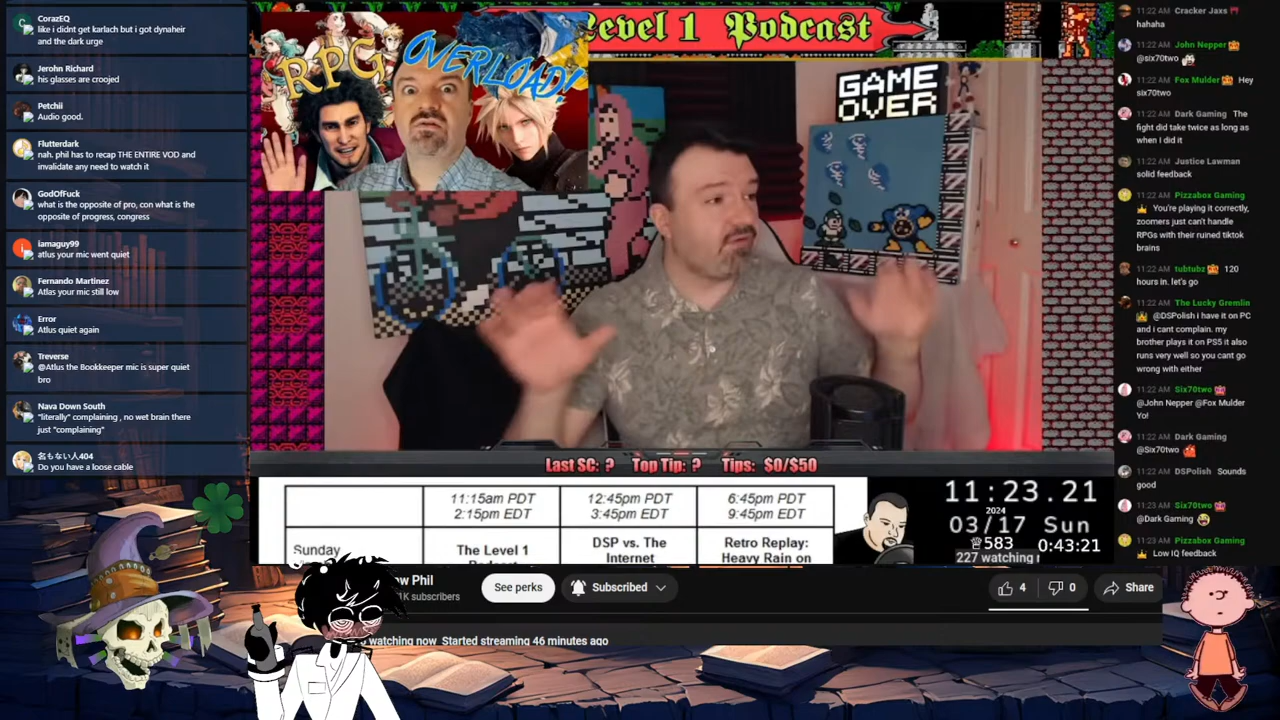 CorazEQ
like i didnt get karlach but i got dynaheir
and the dark urge
Matt Stichard
his glasses are croojed
Petchii
Audio good.
Flutterdark
nah. phil has to recap THE ENTIRE VOD and
invalidate any need to watch it
GodOfFuck
what is the opposite of pro, con what is the
opposite of progress, congress
iamaguy99
atlus your mic went quiet
Fernando Martinez
Atlas your mic still low
Error
Atlus quiet again
Treverse
@Atlus the Bookkeeper mic is super quiet
bro
Nava Down South
"literally" complaining , no wet brain there
just "complaining"
名もない人404
Do you have a loose cable
RPG
OVERLOAD!
Level 1 Podcast
GAME
OVER
Last SC: ? Top Tip: ? Tips: $0/$50
11:15am PDT
2:15pm EDT
12:45pm PDT
3:45pm EDT
6:45pm PDT
9:45pm EDT
Sunday
The Level 1
Podcast
DSP vs. The
Internet
Retro Replay:
Heavy Rain on
11:23.21
2024
03/17 Sun
583 0:43:21
227 watching
ow Phil
1K subscribers
See perks
Subscribed
4
0
Share
watching now Started streaming 46 minutes ago
11:22 AM Cracker Jaxs
hahaha
11:22 AM John Nepper
@six70two
11:22 AM Fox Mulder Hey
six70two
11:22 AM Dark Gaming The
fight did take twice as long as
when I did it
11:22 AM Justice Lawman
solid feedback
11:22 AM Pizzabox Gaming
You're playing it correctly,
zoomers just can't handle
RPGs with their ruined tiktok
brains
11:22 AM tubtubz 120
hours in. let's go
11:22 AM The Lucky Gremlin
@DSPolish i have it on PC
and i cant complain. my
brother plays it on PS5 it also
runs very well so you cant go
wrong with either
11:22 AM Six70two
@John Nepper @Fox Mulder
Yo!
11:22 AM Dark Gaming
@Six70two
11:22 AM DSPolish Sounds
good
11:23 AM Six70two
@Dark Gaming
11:23 AM Pizzabox Gaming
Low IQ feedback